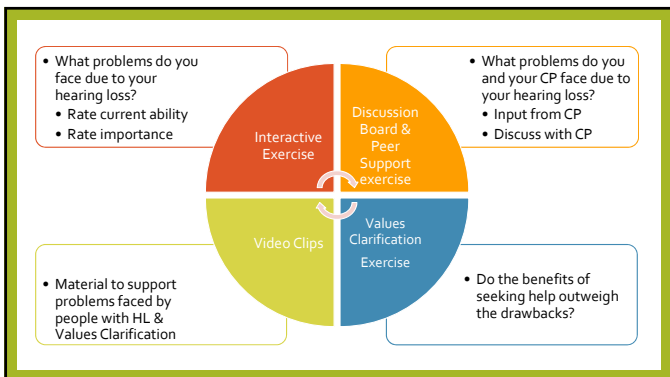 • What problems do you
face due to your
hearing loss?
• Rate current ability
• Rate importance
Interactive
Exercise
Discussion
Board &
Peer
Support
exercise
• What problems do you
and your CP face due to
your hearing loss?
• Input from CP
• Discuss with CP
Video Clips
Values
Clarification
Exercise
• Material to support
problems faced by
people with HL &
Values Clarification
• Do the benefits of
seeking help outweigh
the drawbacks?